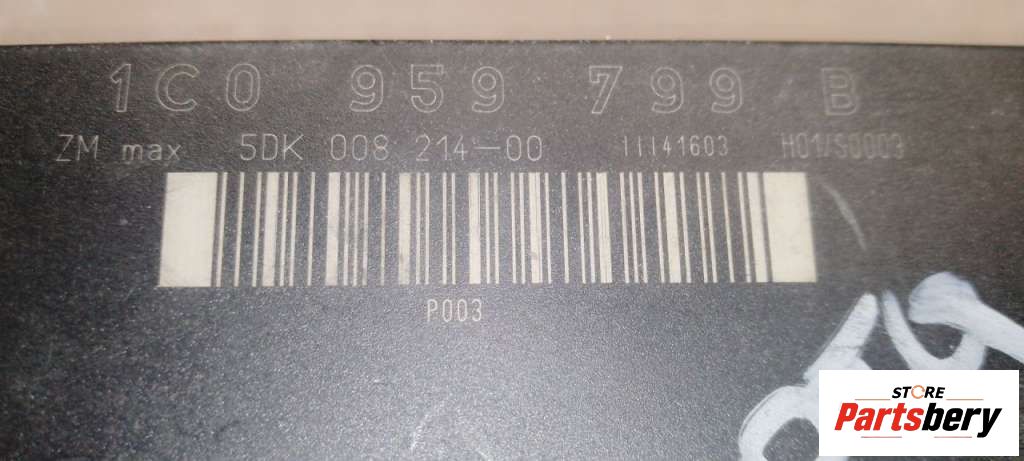 1C0 959 799 B
ZM max 5DK 008 214-00 11141603 H01/S0003
P003
STORE
Partsbery